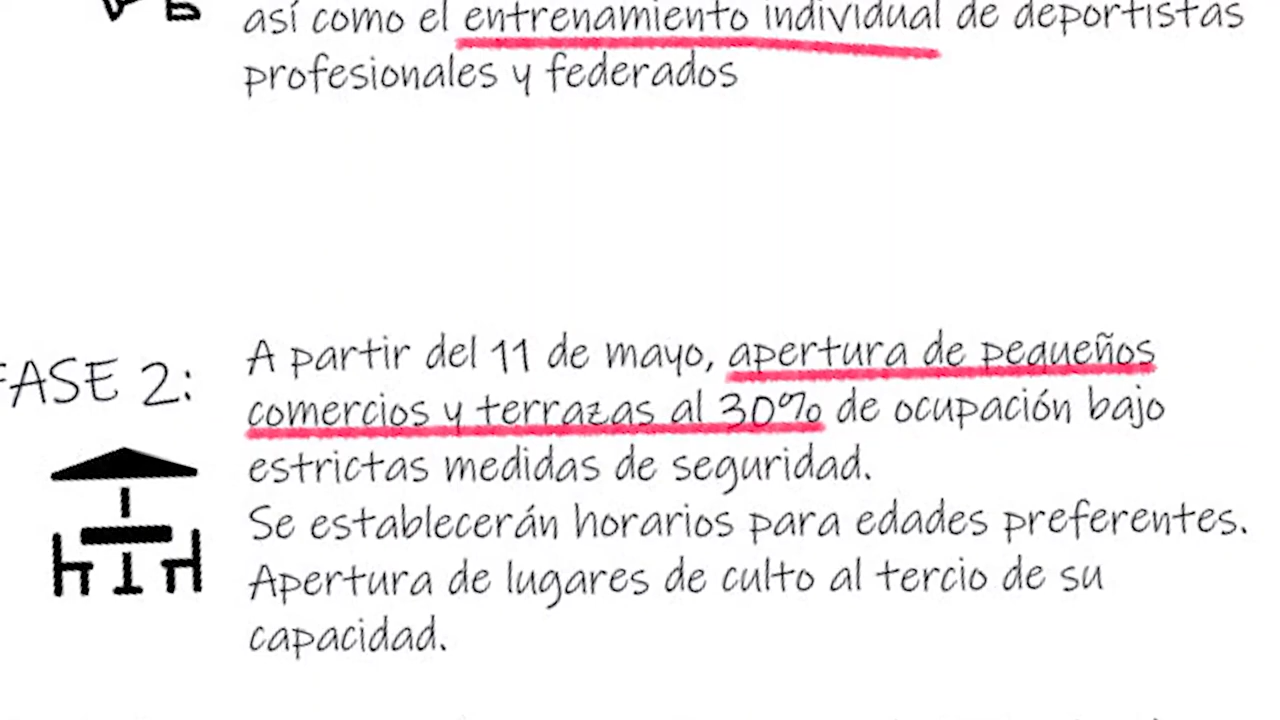 así como el entrenamiento individual de deportistas
profesionales y federados
FASE 2:
A partir del 11 de mayo, apertura de pequeños
comercios y terrazas al 30% de ocupación bajo
estrictas medidas de seguridad.
Se establecerán horarios para edades preferentes.
Apertura de lugares de culto al tercio de su
capacidad.